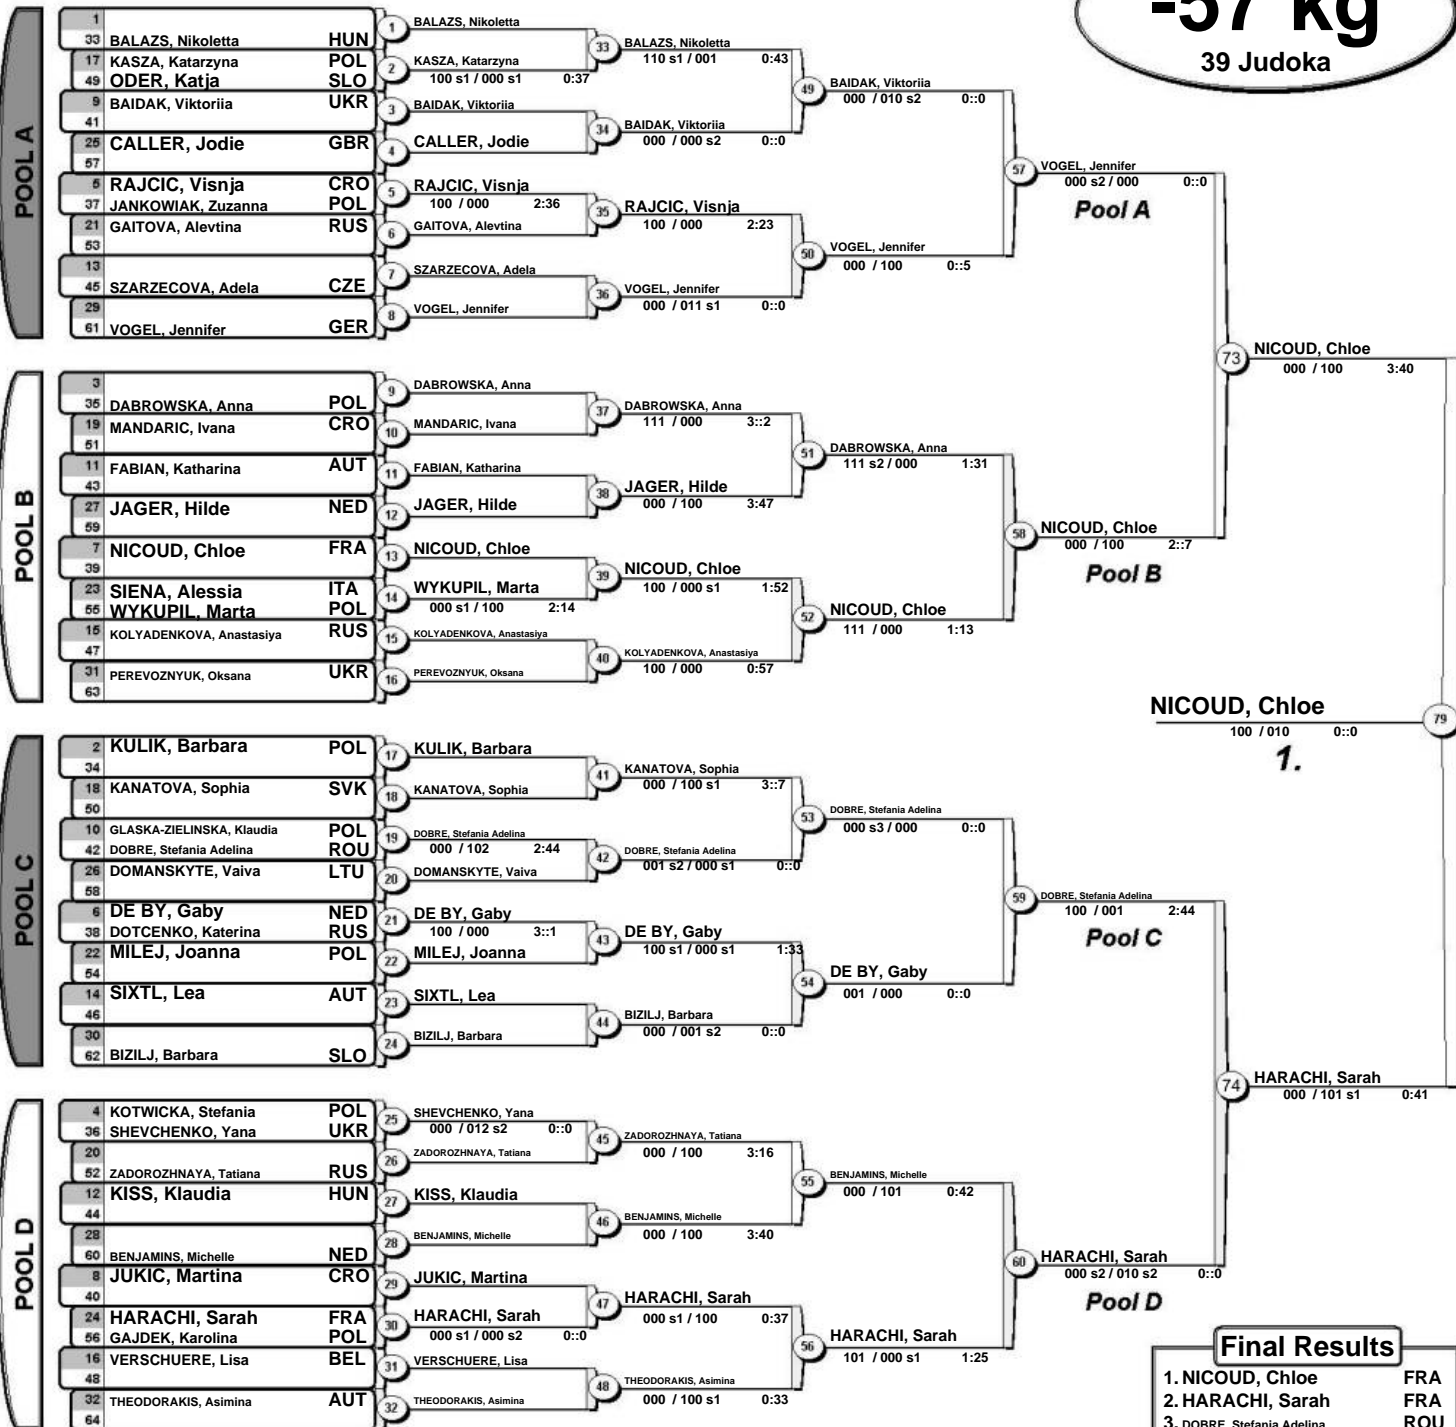 -57 kg
39 Judoka
POOL A
1
33 BALAZS, Nikoletta HUN
17 KASZA, Katarzyna POL
49 ODER, Katja SLO
9 BAIDAK, Viktoriia UKR
41
25 CALLER, Jodie GBR
57
5 RAJCIC, Visnja CRO
37 JANKOWIAK, Zuzanna POL
21 GAITOVA, Alevtina RUS
53
13
45 SZARZECOVA, Adela CZE
29
61 VOGEL, Jennifer GER
1 BALAZS, Nikoletta
2 KASZA, Katarzyna
100 s1 / 000 s1 0:37
3 BAIDAK, Viktoriia
4 CALLER, Jodie
5 RAJCIC, Visnja
100 / 000 2:36
6 GAITOVA, Alevtina
7 SZARZECOVA, Adela
8 VOGEL, Jennifer
33 BALAZS, Nikoletta
110 s1 / 001 0:43
34 BAIDAK, Viktoriia
000 / 000 s2 0::0
35 RAJCIC, Visnja
100 / 000 2:23
36 VOGEL, Jennifer
000 / 011 s1 0::0
49 BAIDAK, Viktoriia
000 / 010 s2 0::0
50 VOGEL, Jennifer
000 / 100 0::5
57 VOGEL, Jennifer
000 s2 / 000 0::0
Pool A
POOL B
3
35 DABROWSKA, Anna POL
19 MANDARIC, Ivana CRO
51
11 FABIAN, Katharina AUT
43
27 JAGER, Hilde NED
59
7 NICOUD, Chloe FRA
39
23 SIENA, Alessia ITA
55 WYKUPIL, Marta POL
15 KOLYADENKOVA, Anastasiya RUS
47
31 PEREVOZNYUK, Oksana UKR
63
9 DABROWSKA, Anna
10 MANDARIC, Ivana
11 FABIAN, Katharina
12 JAGER, Hilde
13 NICOUD, Chloe
14 WYKUPIL, Marta
000 s1 / 100 2:14
15 KOLYADENKOVA, Anastasiya
16 PEREVOZNYUK, Oksana
37 DABROWSKA, Anna
111 / 000 3::2
38 JAGER, Hilde
000 / 100 3:47
39 NICOUD, Chloe
100 / 000 s1 1:52
40 KOLYADENKOVA, Anastasiya
100 / 000 0:57
51 DABROWSKA, Anna
111 s2 / 000 1:31
52 NICOUD, Chloe
111 / 000 1:13
58 NICOUD, Chloe
000 / 100 2::7
Pool B
73 NICOUD, Chloe
000 / 100 3:40
NICOUD, Chloe 79
100 / 010 0::0
1.
POOL C
2 KULIK, Barbara POL
34
18 KANATOVA, Sophia SVK
50
10 GLASKA-ZIELINSKA, Klaudia POL
42 DOBRE, Stefania Adelina ROU
26 DOMANSKYTE, Vaiva LTU
58
6 DE BY, Gaby NED
38 DOTCENKO, Katerina RUS
22 MILEJ, Joanna POL
54
14 SIXTL, Lea AUT
46
30
62 BIZILJ, Barbara SLO
17 KULIK, Barbara
18 KANATOVA, Sophia
19 DOBRE, Stefania Adelina
000 / 102 2:44
20 DOMANSKYTE, Vaiva
21 DE BY, Gaby
100 / 000 3::1
22 MILEJ, Joanna
23 SIXTL, Lea
24 BIZILJ, Barbara
41 KANATOVA, Sophia
000 / 100 s1 3::7
42 DOBRE, Stefania Adelina
001 s2 / 000 s1 0::0
43 DE BY, Gaby
100 s1 / 000 s1 1:33
44 BIZILJ, Barbara
000 / 001 s2 0::0
53 DOBRE, Stefania Adelina
000 s3 / 000 0::0
54 DE BY, Gaby
001 / 000 0::0
59 DOBRE, Stefania Adelina
100 / 001 2:44
Pool C
POOL D
4 KOTWICKA, Stefania POL
36 SHEVCHENKO, Yana UKR
20
52 ZADOROZHNAYA, Tatiana RUS
12 KISS, Klaudia HUN
44
28
60 BENJAMINS, Michelle NED
8 JUKIC, Martina CRO
40
24 HARACHI, Sarah FRA
56 GAJDEK, Karolina POL
16 VERSCHUERE, Lisa BEL
48
32 THEODORAKIS, Asimina AUT
64
25 SHEVCHENKO, Yana
000 / 012 s2 0::0
26 ZADOROZHNAYA, Tatiana
27 KISS, Klaudia
28 BENJAMINS, Michelle
29 JUKIC, Martina
30 HARACHI, Sarah
000 s1 / 000 s2 0::0
31 VERSCHUERE, Lisa
32 THEODORAKIS, Asimina
45 ZADOROZHNAYA, Tatiana
000 / 100 3:16
46 BENJAMINS, Michelle
000 / 100 3:40
47 HARACHI, Sarah
000 s1 / 100 0:37
48 THEODORAKIS, Asimina
000 / 100 s1 0:33
55 BENJAMINS, Michelle
000 / 101 0:42
56 HARACHI, Sarah
101 / 000 s1 1:25
60 HARACHI, Sarah
000 s2 / 010 s2 0::0
Pool D
74 HARACHI, Sarah
000 / 101 s1 0:41
Final Results
1. NICOUD, Chloe FRA
2. HARACHI, Sarah FRA
3. DOBRE, Stefania Adelina ROU